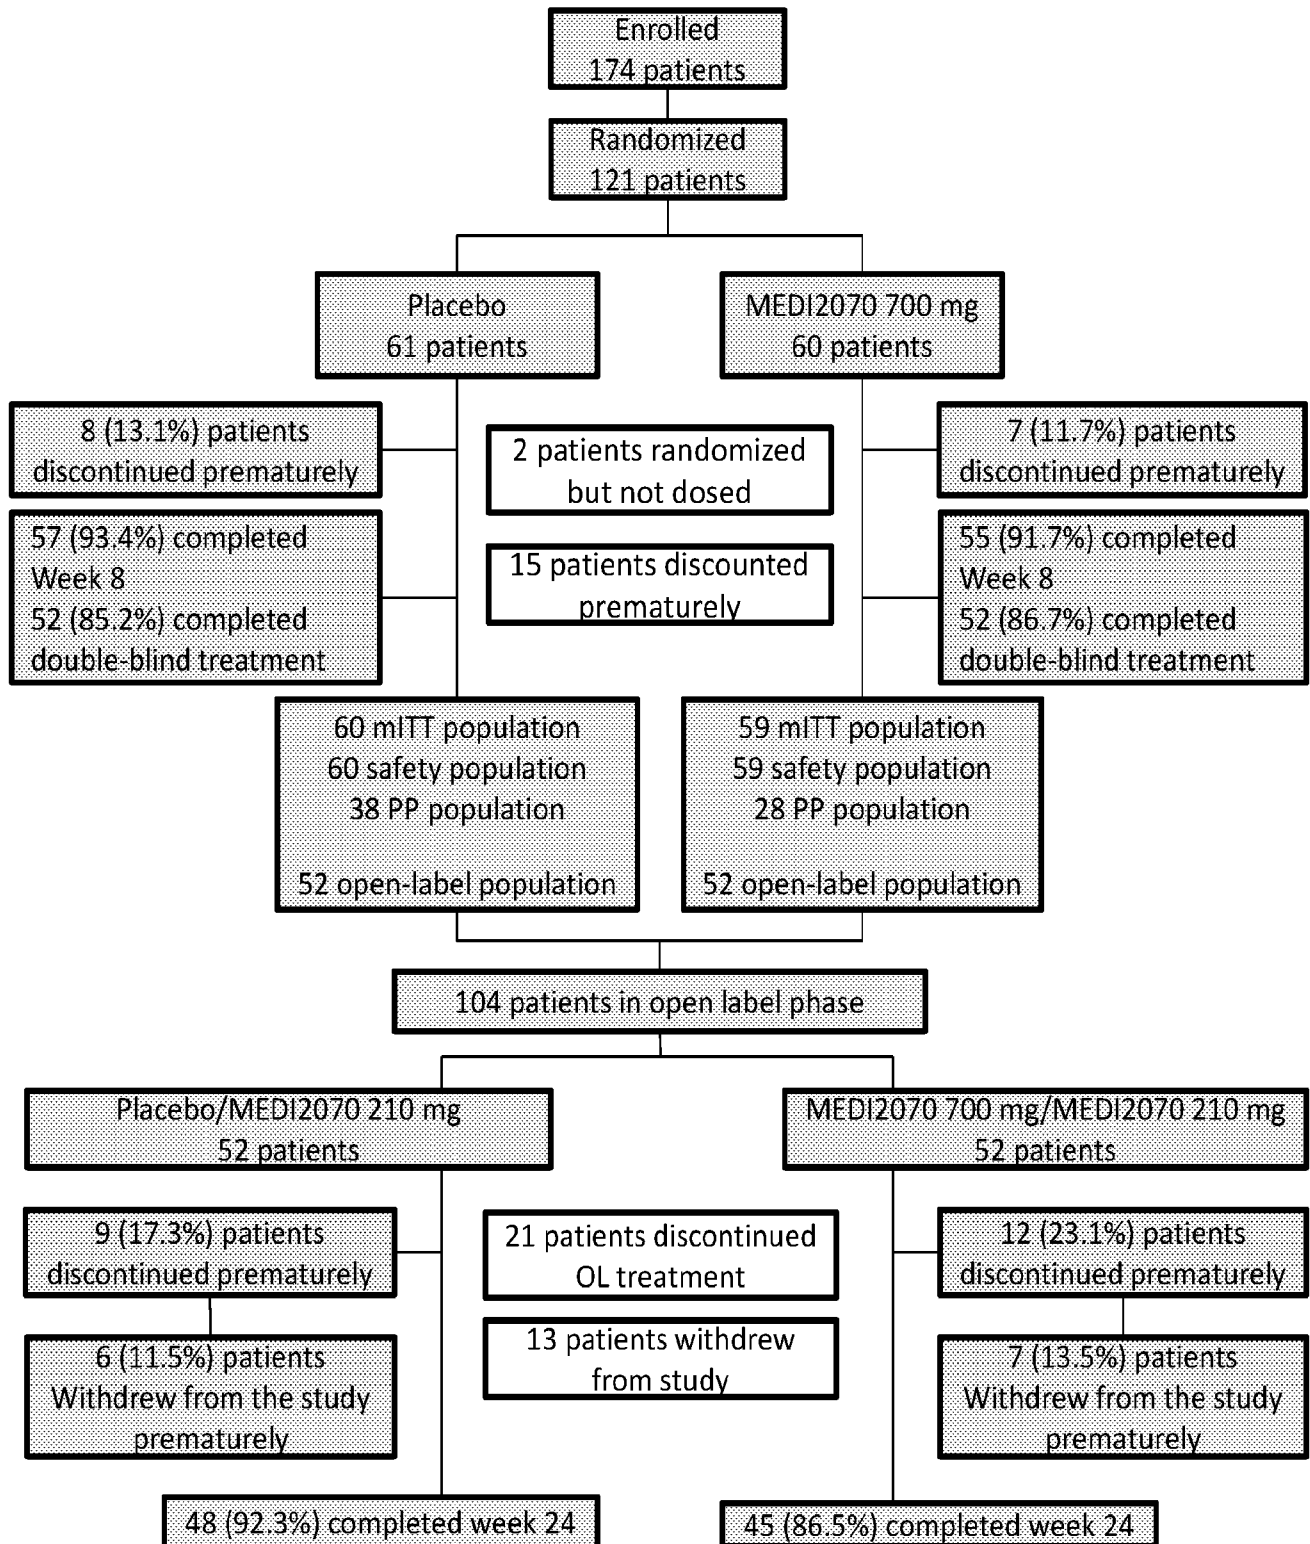 Enrolled
174 patients
Randomized
121 patients
Placebo
61 patients
MEDI2070 700 mg
60 patients
8 (13.1%) patients
discontinued prematurely
2 patients randomized
but not dosed
7 (11.7%) patients
discontinued prematurely
57 (93.4%) completed
Week 8
52 (85.2%) completed
double-blind treatment
15 patients discounted
prematurely
55 (91.7%) completed
Week 8
52 (86.7%) completed
double-blind treatment
60 mITT population
60 safety population
38 PP population
52 open-label population
59 mITT population
59 safety population
28 PP population
52 open-label population
104 patients in open label phase
Placebo/MEDI2070 210 mg
52 patients
MEDI2070 700 mg/MEDI2070 210 mg
52 patients
9 (17.3%) patients
discontinued prematurely
21 patients discontinued
OL treatment
12 (23.1%) patients
discontinued prematurely
6 (11.5%) patients
Withdrew from the study
prematurely
13 patients withdrew
from study
7 (13.5%) patients
Withdrew from the study
prematurely
48 (92.3%) completed week 24
45 (86.5%) completed week 24